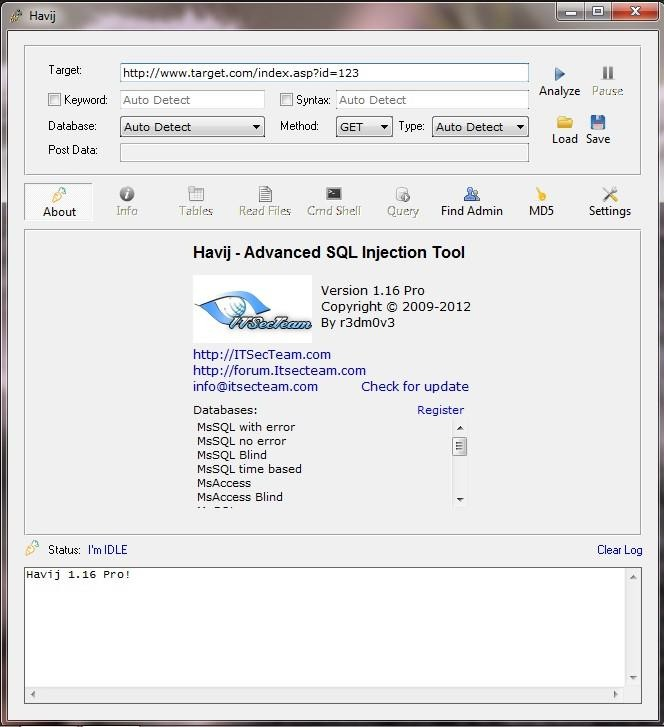 Havij
Target: http://www.target.com/index.asp?id=123
Analyze Pause
Keyword: Auto Detect Syntax: Auto Detect
Database: Auto Detect Method: GET Type: Auto Detect
Load Save
Post Data:
About Info Tables Read Files Cmd Shell Query Find Admin MD5 Settings
Havij - Advanced SQL Injection Tool
ITSecTeam
Version 1.16 Pro
Copyright © 2009-2012
By r3dm0v3
http://ITSecTeam.com
http://forum.Itsecteam.com
info@itsecteam.com Check for update
Databases: Register
MsSQL with error
MsSQL no error
MsSQL Blind
MsSQL time based
MsAccess
MsAccess Blind
Status: I'm IDLE Clear Log
Havij 1.16 Pro!